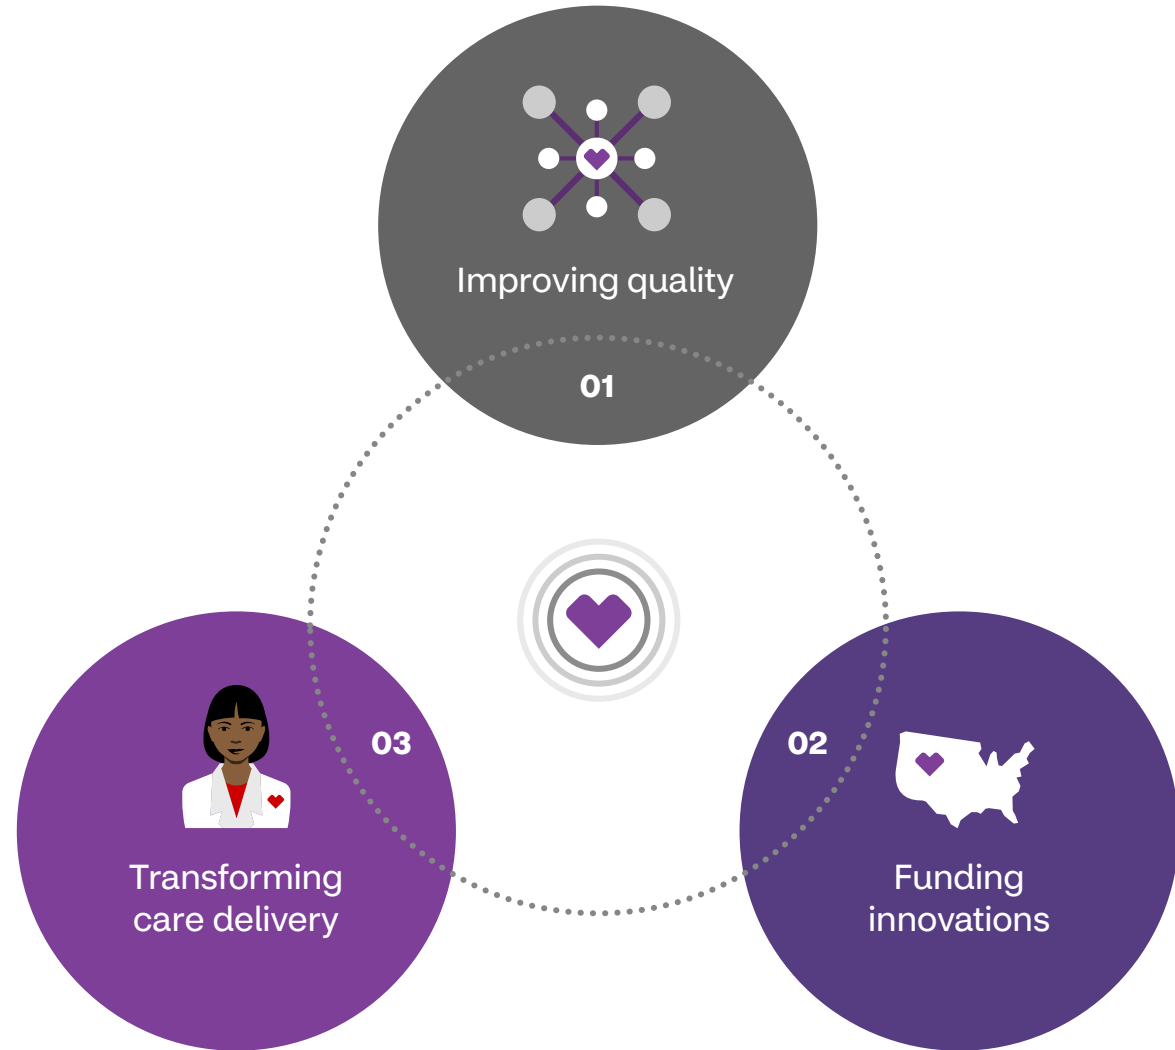 Improving quality
01
02
Funding
innovations
03
Transforming
care delivery